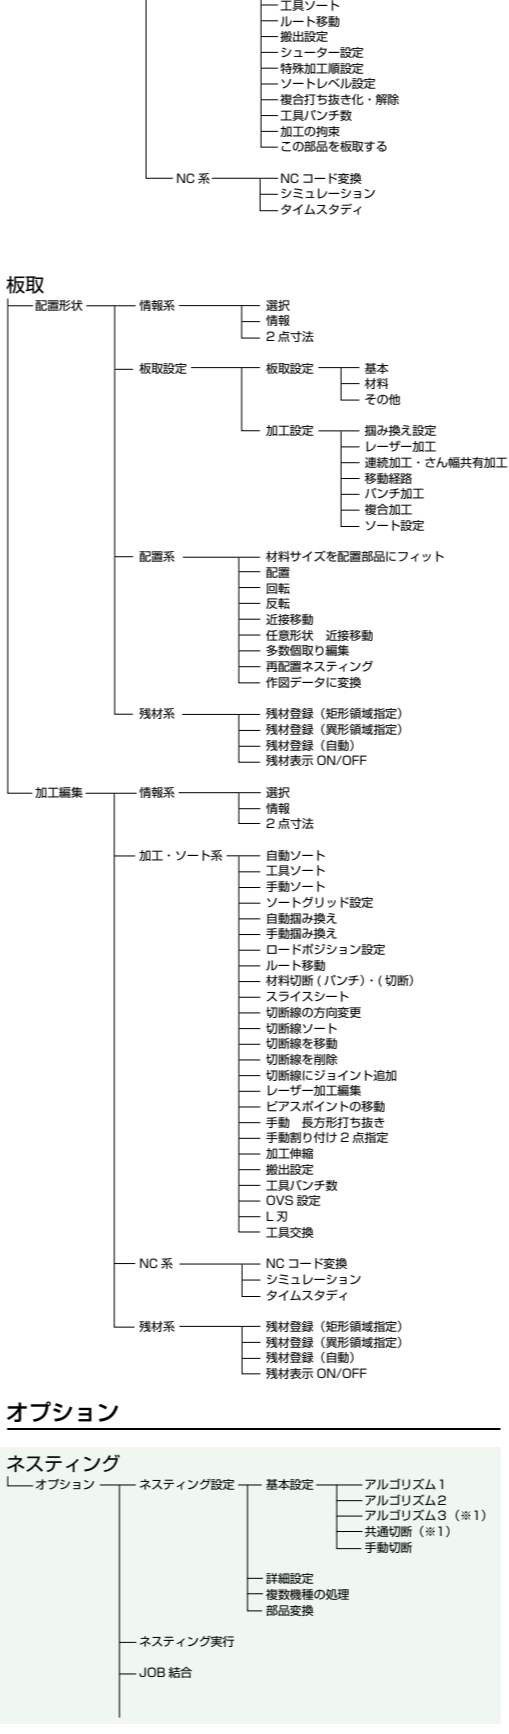 工具ソート
ルート移動
搬出設定
シューター設定
特殊加工順設定
ソートレベル設定
複合打ち抜き化・解除
工具パンチ数
加工の拘束
この部品を板取する
NC 系 NC コード変換
シミュレーション
タイムスタディ
板取
配置形状 情報系 選択
情報
2 点寸法
板取設定 板取設定 基本
材料
その他
加工設定 掴み換え設定
レーザー加工
連続加工・さん幅共有加工
移動経路
パンチ加工
複合加工
ソート設定
配置系 材料サイズを配置部品にフィット
配置
回転
反転
近接移動
任意形状　近接移動
多数個取り編集
再配置ネスティング
作図データに変換
残材系 残材登録（矩形領域指定）
残材登録（異形領域指定）
残材登録（自動）
残材表示 ON/OFF
加工編集 情報系 選択
情報
2 点寸法
加工・ソート系 自動ソート
工具ソート
手動ソート
ソートグリッド設定
自動掴み換え
手動掴み換え
ロードポジション設定
ルート移動
材料切断 ( パンチ )・( 切断)
スライスシート
切断線の方向変更
切断線ソート
切断線を移動
切断線を削除
切断線にジョイント追加
レーザー加工編集
ピアスポイントの移動
手動　長方形打ち抜き
手動割り付け 2 点指定
加工伸縮
搬出設定
工具パンチ数
OVS 設定
L 刃
工具交換
NC 系 NC コード変換
シミュレーション
タイムスタディ
残材系 残材登録（矩形領域指定）
残材登録（異形領域指定）
残材登録（自動）
残材表示 ON/OFF
オプション
ネスティング
オプション ネスティング設定 基本設定 アルゴリズム 1
アルゴリズム 2
アルゴリズム 3（※1）
共通切断（※1）
手動切断
詳細設定
複数機種の処理
部品変換
ネスティング実行
JOB 結合